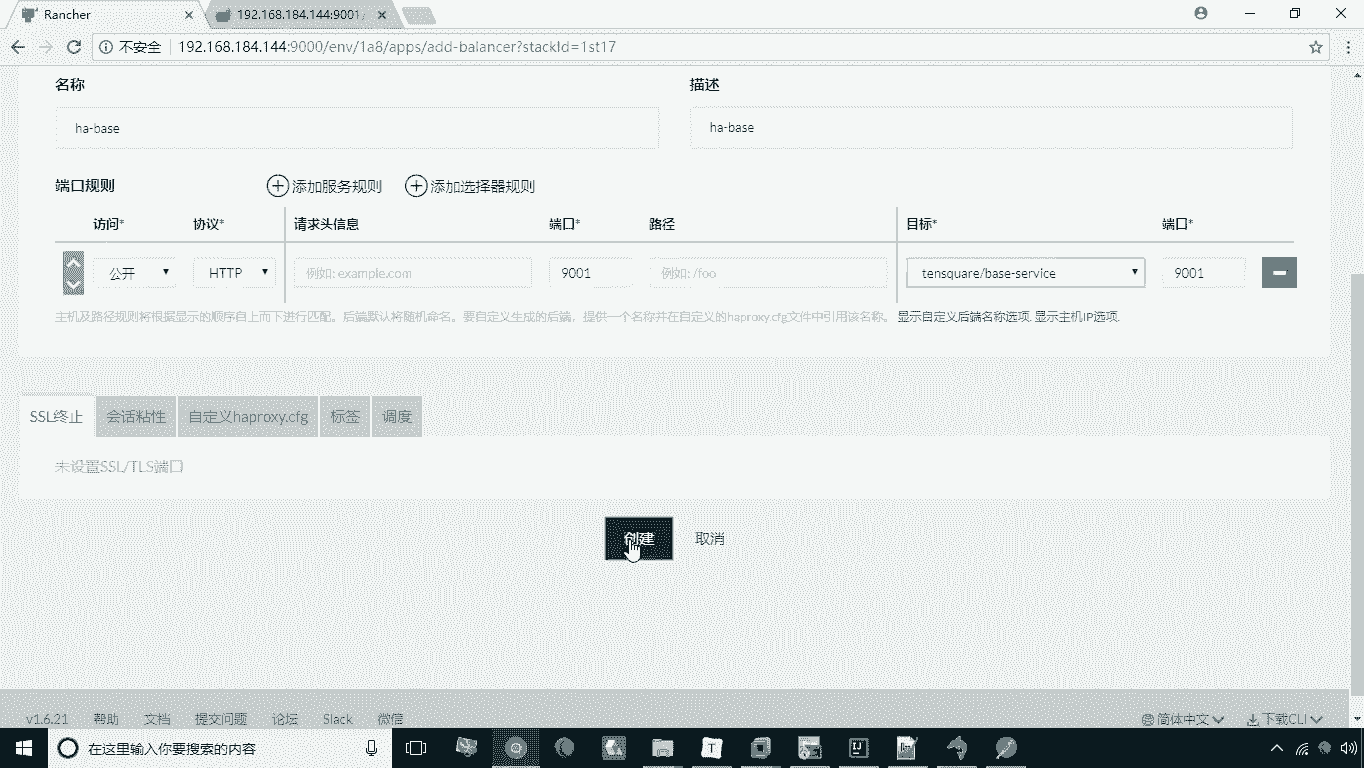 Rancher
192.168.184.144:9001/
不安全 192.168.184.144:9000/env/1a8/apps/add-balancer?stackId=1st17
名称 描述
ha-base ha-base
端口规则 添加服务规则 添加选择器规则
访问* 协议* 请求头信息 端口* 路径 目标* 端口*
公开 HTTP 例如: example.com 9001 例如: /foo tensquare/base-service 9001
主机及路径规则将根据显示的顺序自上而下进行匹配。后端默认将随机命名。要自定义生成的后端，提供一个名称并在自定义的haproxy.cfg文件中引用该名称。 显示自定义后端名称选项. 显示主机IP选项.
SSL终止 会话粘性 自定义haproxy.cfg 标签 调度
未设置SSL/TLS端口
创建 取消
v1.6.21 帮助 文档 提交问题 论坛 Slack 微信 简体中文 下载CLI
在这里输入你要搜索的内容